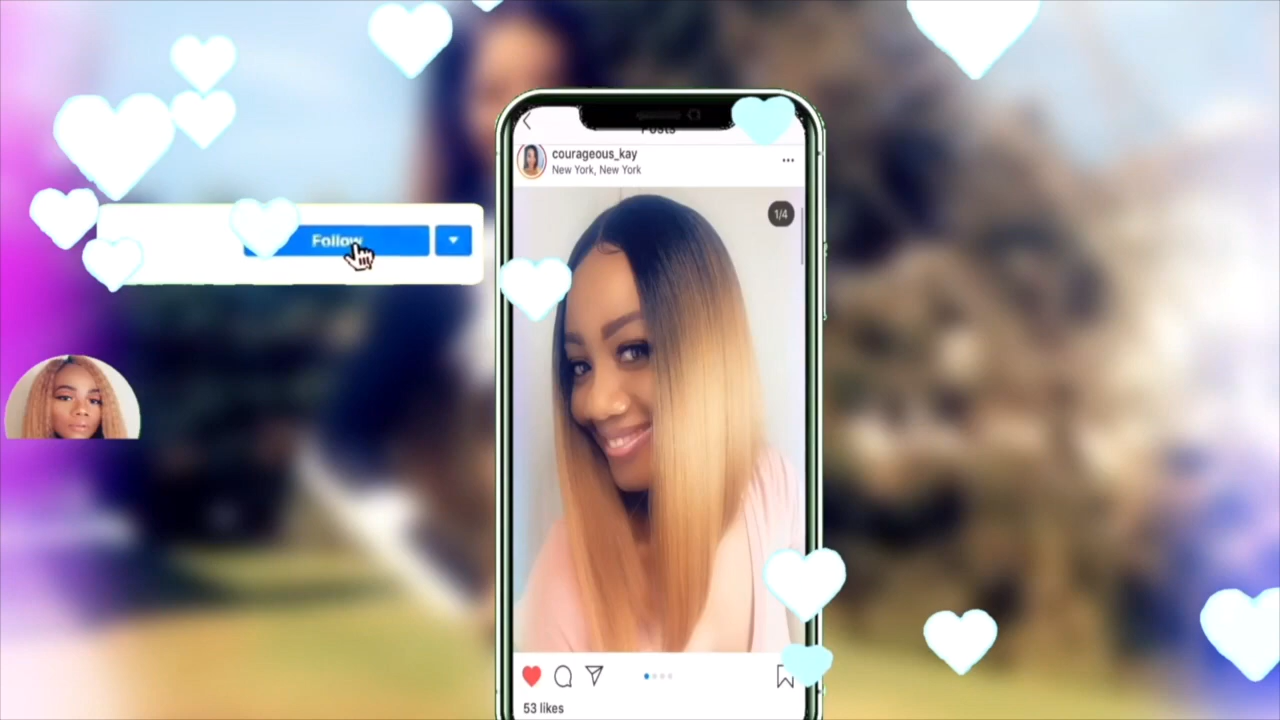 Posts
courageous_kay
New York, New York
1/4
Follow
53 likes